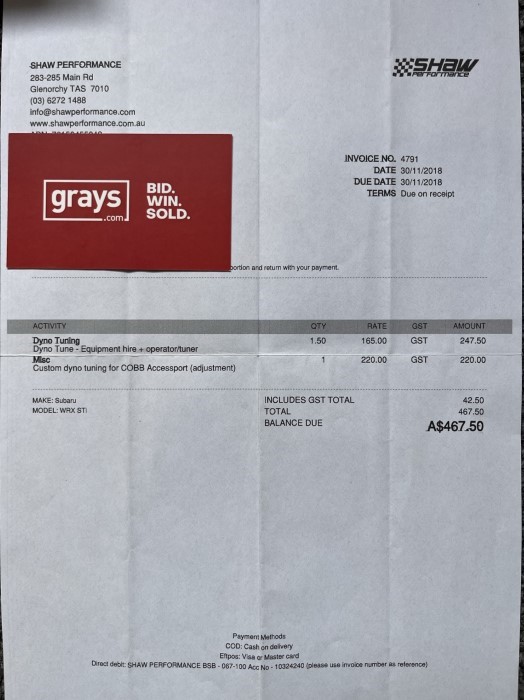 SHAW PERFORMANCE
283-285 Main Rd
Glenorchy TAS 7010
(03) 6272 1488
info@shawperformance.com
www.shawperformance.com.au
SHAW
PERFORMANCE
grays
.com
BID.
WIN.
SOLD.
INVOICE NO. 4791
DATE 30/11/2018
DUE DATE 30/11/2018
TERMS Due on receipt
portion and return with your payment.
ACTIVITY QTY RATE GST AMOUNT
Dyno Tuning 1.50 165.00 GST 247.50
Dyno Tune - Equipment hire + operator/tuner
Misc 1 220.00 GST 220.00
Custom dyno tuning for COBB Accessport (adjustment)
MAKE: Subaru INCLUDES GST TOTAL 42.50
MODEL: WRX STI TOTAL 467.50
BALANCE DUE A$467.50
Payment Methods
COD: Cash on delivery
Eftpos: Visa or Master card
Direct debit: SHAW PERFORMANCE BSB - 067-100 Acc No - 10324240 (please use invoice number as reference)